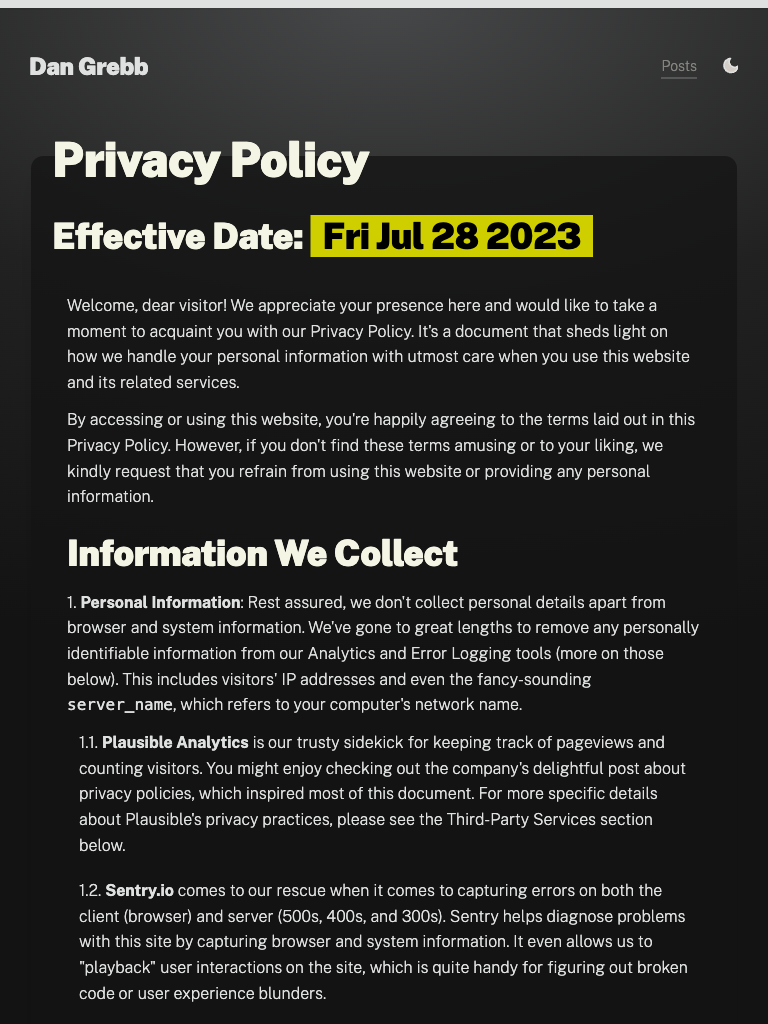 Dan Grebb
Posts
Privacy Policy
Effective Date: Fri Jul 28 2023
Welcome, dear visitor! We appreciate your presence here and would like to take a
moment to acquaint you with our Privacy Policy. It's a document that sheds light on
how we handle your personal information with utmost care when you use this website
and its related services.
By accessing or using this website, you're happily agreeing to the terms laid out in this
Privacy Policy. However, if you don't find these terms amusing or to your liking, we
kindly request that you refrain from using this website or providing any personal
information.
Information We Collect
1. Personal Information: Rest assured, we don't collect personal details apart from
browser and system information. We've gone to great lengths to remove any personally
identifiable information from our Analytics and Error Logging tools (more on those
below). This includes visitors’ IP addresses and even the fancy-sounding
server_name, which refers to your computer's network name.
1.1. Plausible Analytics is our trusty sidekick for keeping track of pageviews and
counting visitors. You might enjoy checking out the company's delightful post about
privacy policies, which inspired most of this document. For more specific details
about Plausible's privacy practices, please see the Third-Party Services section
below.
1.2. Sentry.io comes to our rescue when it comes to capturing errors on both the
client (browser) and server (500s, 400s, and 300s). Sentry helps diagnose problems
with this site by capturing browser and system information. It even allows us to
"playback" user interactions on the site, which is quite handy for figuring out broken
code or user experience blunders.